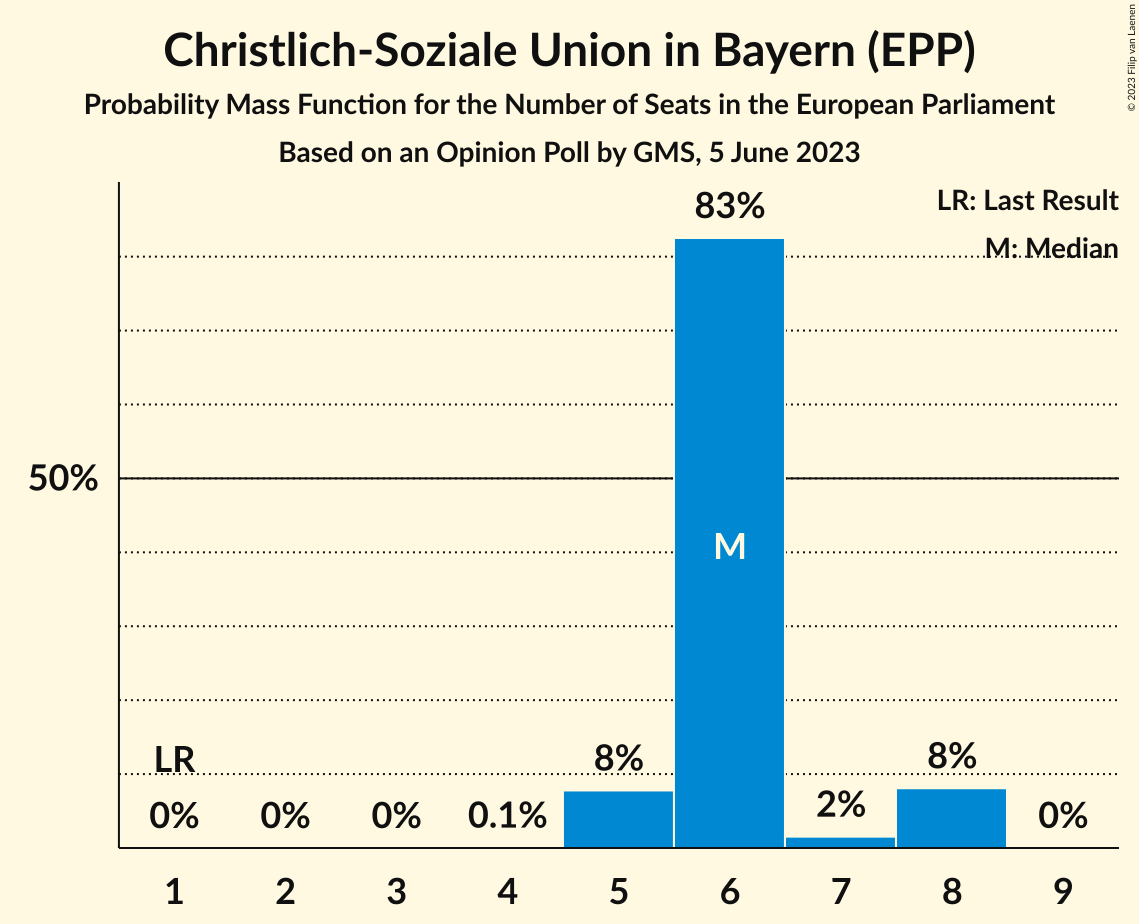 Christlich-Soziale Union in Bayern (EPP)
Probability Mass Function for the Number of Seats in the European Parliament
Based on an Opinion Poll by GMS, 5 June 2023
© 2023 Filip van Laenen
LR: Last Result
M: Median
83%
50%
M
LR
0% 0% 0% 0.1% 8% 2% 8% 0%
1 2 3 4 5 6 7 8 9